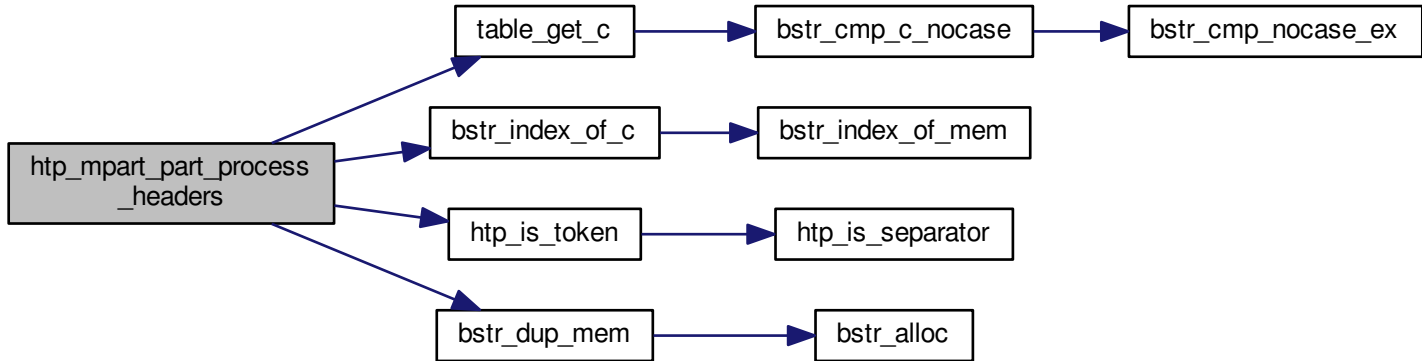 table_get_c
bstr_cmp_c_nocase
bstr_cmp_nocase_ex
bstr_index_of_c
bstr_index_of_mem
htp_mpart_part_process
_headers
htp_is_token
htp_is_separator
bstr_dup_mem
bstr_alloc